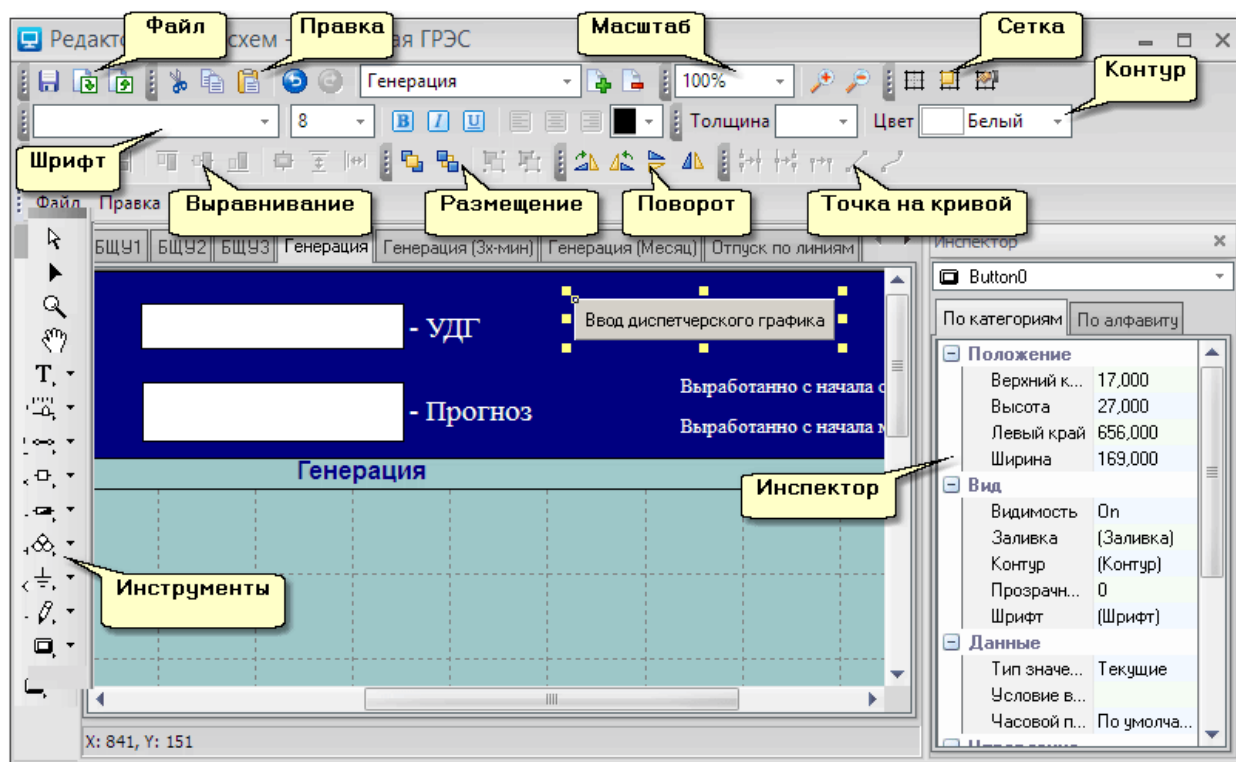 Файл
Правка
Масштаб
Сетка
Контур
схем -
ая ГРЭС
Генерация
100%
8
B I U
Толщина
Цвет
Белый
Шрифт
Выравнивание
Размещение
Поворот
Точка на кривой
Файл Правка
БЩУ1 БЩУ2 БЩУ3 Генерация Генерация (3х-мин) Генерация (Месяц) Отпуск по линиям
Инспектор
Button0
По категориям По алфавиту
- УДГ
Ввод диспетчерского графика
- Прогноз
Выработанно с начала
Выработанно с начала
Генерация
Инспектор
Инструменты
Положение
Верхний к... 17,000
Высота 27,000
Левый край 656,000
Ширина 169,000
Вид
Видимость On
Заливка (Заливка)
Контур (Контур)
Прозрачн... 0
Шрифт (Шрифт)
Данные
Тип значе... Текущие
Условие в...
Часовой п... По умолча...
X: 841, Y: 151